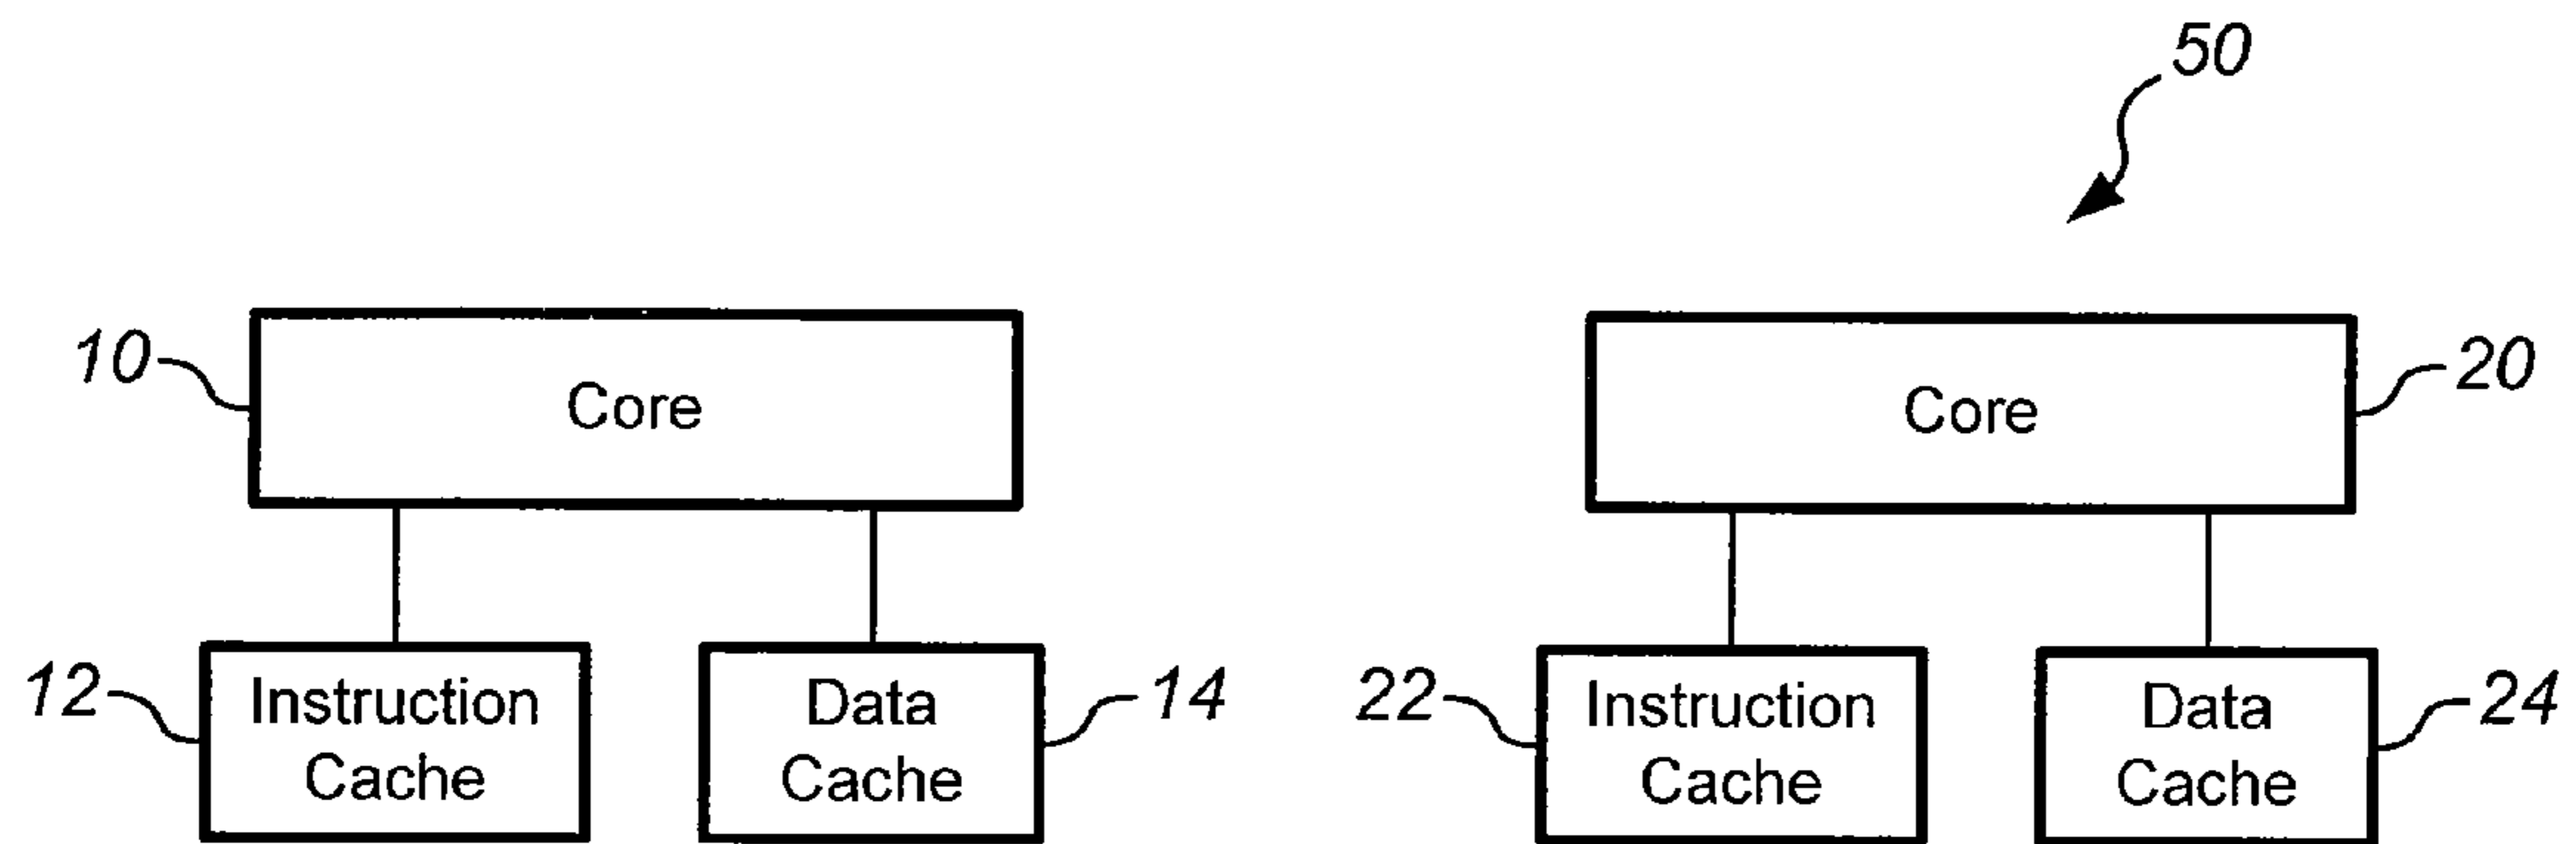 50
10
Core
Core
20
12
Instruction
Cache
Data
Cache
14
22
Instruction
Cache
Data
Cache
24